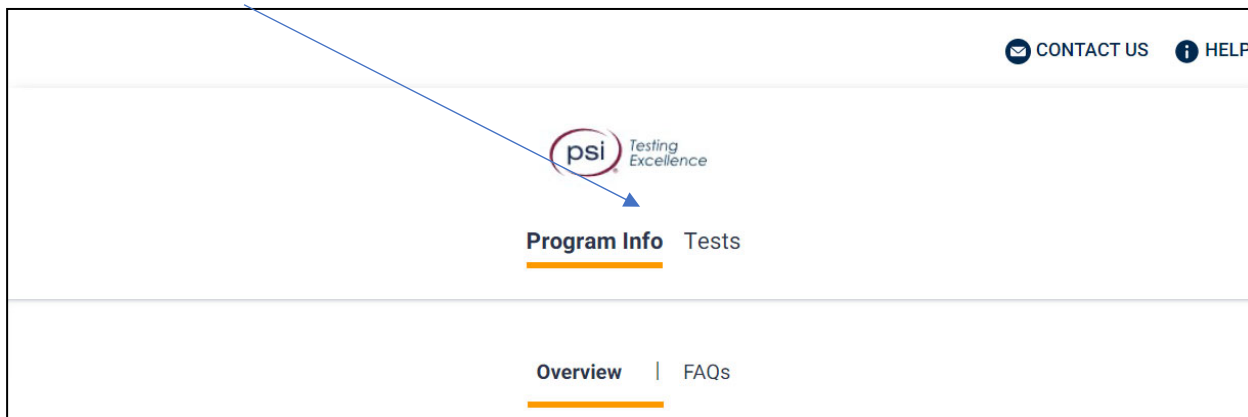 CONTACT US HELP
psi Testing
Excellence
Program Info Tests
Overview | FAQs